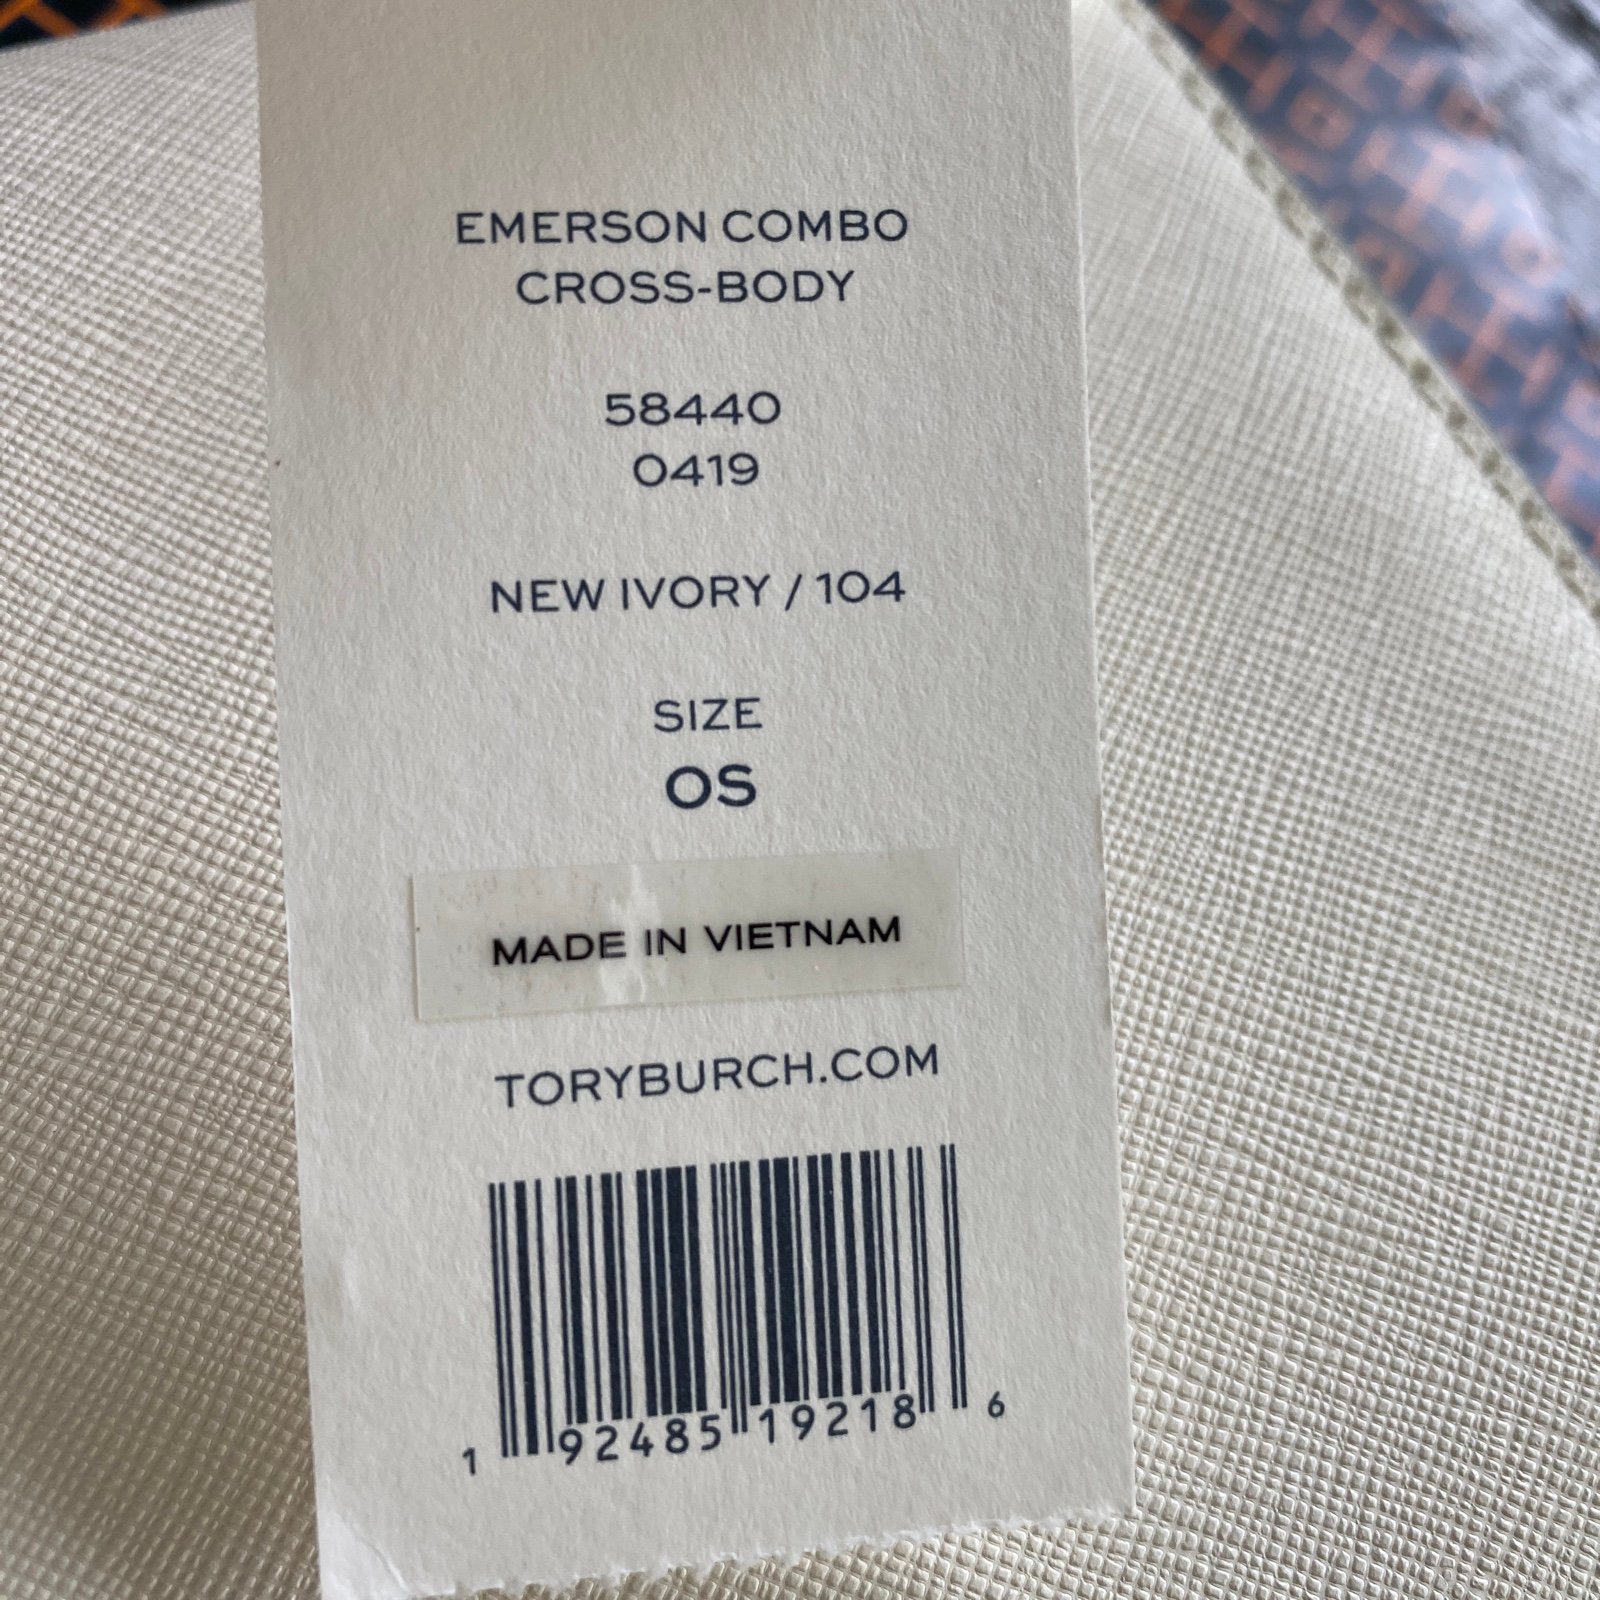 EMERSON COMBO
CROSS-BODY
58440
0419
NEW IVORY / 104
SIZE
OS
MADE IN VIETNAM
TORYBURCH.COM
1 92485 19218 6